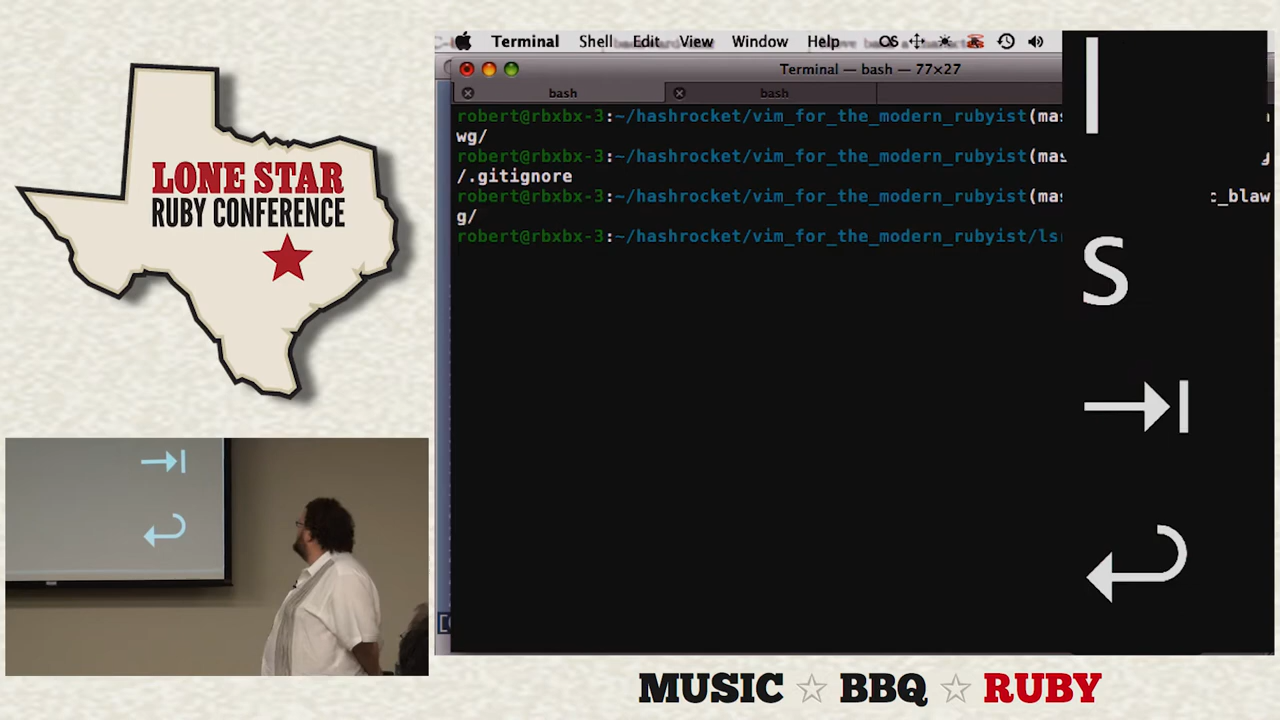 LONE STAR
RUBY CONFERENCE
Terminal Shell Edit View Window Help
Terminal — bash — 77×27
bash bash
robert@rbxbx-3:~/hashrocket/vim_for_the_modern_rubyist(mas
wg/
robert@rbxbx-3:~/hashrocket/vim_for_the_modern_rubyist(mas g
/.gitignore
robert@rbxbx-3:~/hashrocket/vim_for_the_modern_rubyist(mas c_blaw
g/
robert@rbxbx-3:~/hashrocket/vim_for_the_modern_rubyist/ls
l
s
MUSIC ☆ BBQ ☆ RUBY